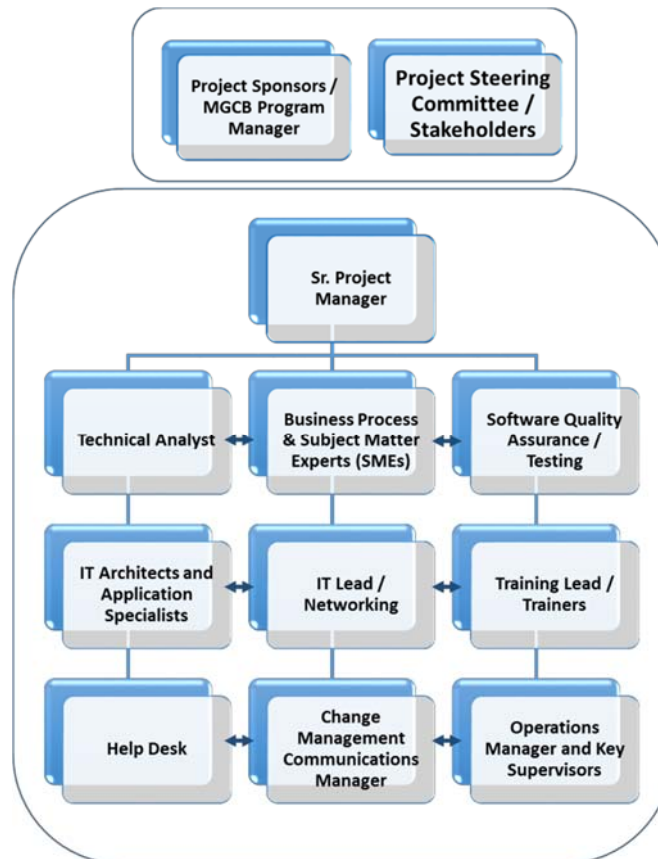 Project Sponsors /
MGCB Program
Manager
Project Steering
Committee /
Stakeholders
Sr. Project
Manager
Technical Analyst
Business Process
& Subject Matter
Experts (SMEs)
Software Quality
Assurance /
Testing
IT Architects and
Application
Specialists
IT Lead /
Networking
Training Lead /
Trainers
Help Desk
Change
Management
Communications
Manager
Operations
Manager and Key
Supervisors